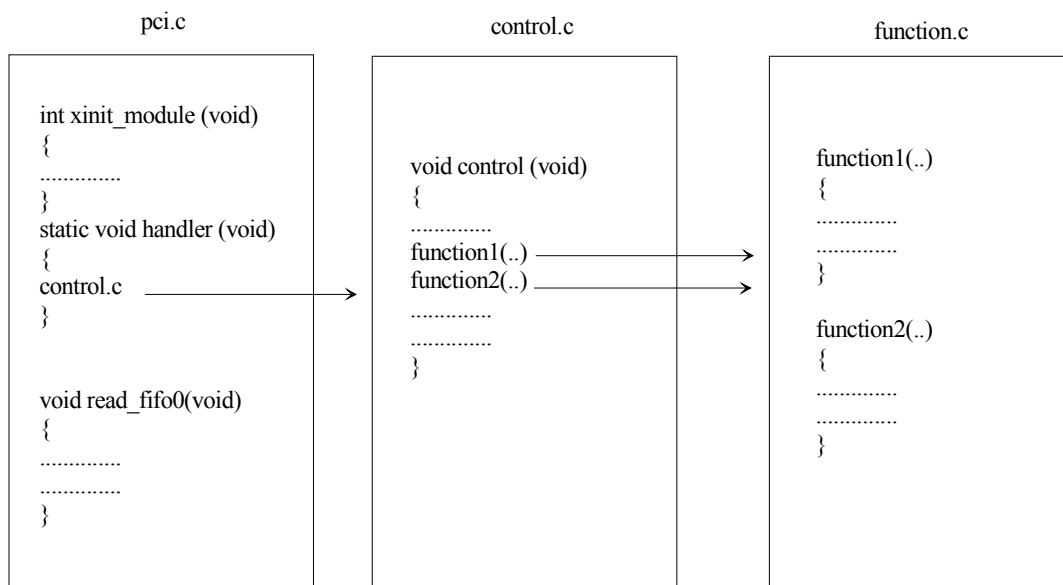 pci.c
int xinit_module (void)
{
..............
}
static void handler (void)
{
control.c
}
void read_fifo0(void)
{
..............
..............
}
control.c
void control (void)
{
..............
function1(..)
function2(..)
..............
..............
}
function.c
function1(..)
{
..............
..............
}
function2(..)
{
..............
..............
}